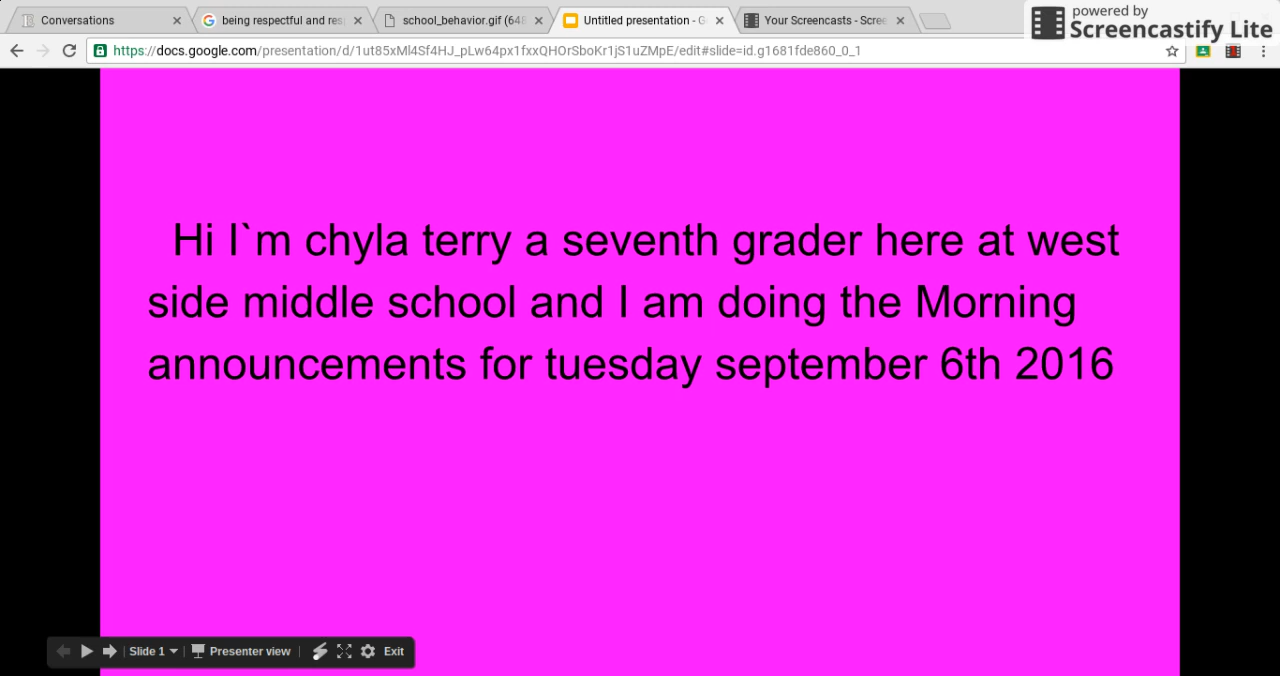 Conversations
being respectful and res
school_behavior.gif (648
Untitled presentation - G
Your Screencasts - Scree
powered by
Screencastify Lite
https://docs.google.com/presentation/d/1ut85xMl4Sf4HJ_pLw64px1fxxQHOrSboKr1jS1uZMpE/edit#slide=id.g1681fde860_0_1
Hi I`m chyla terry a seventh grader here at west
side middle school and I am doing the Morning
announcements for tuesday september 6th 2016
Slide 1
Presenter view
Exit